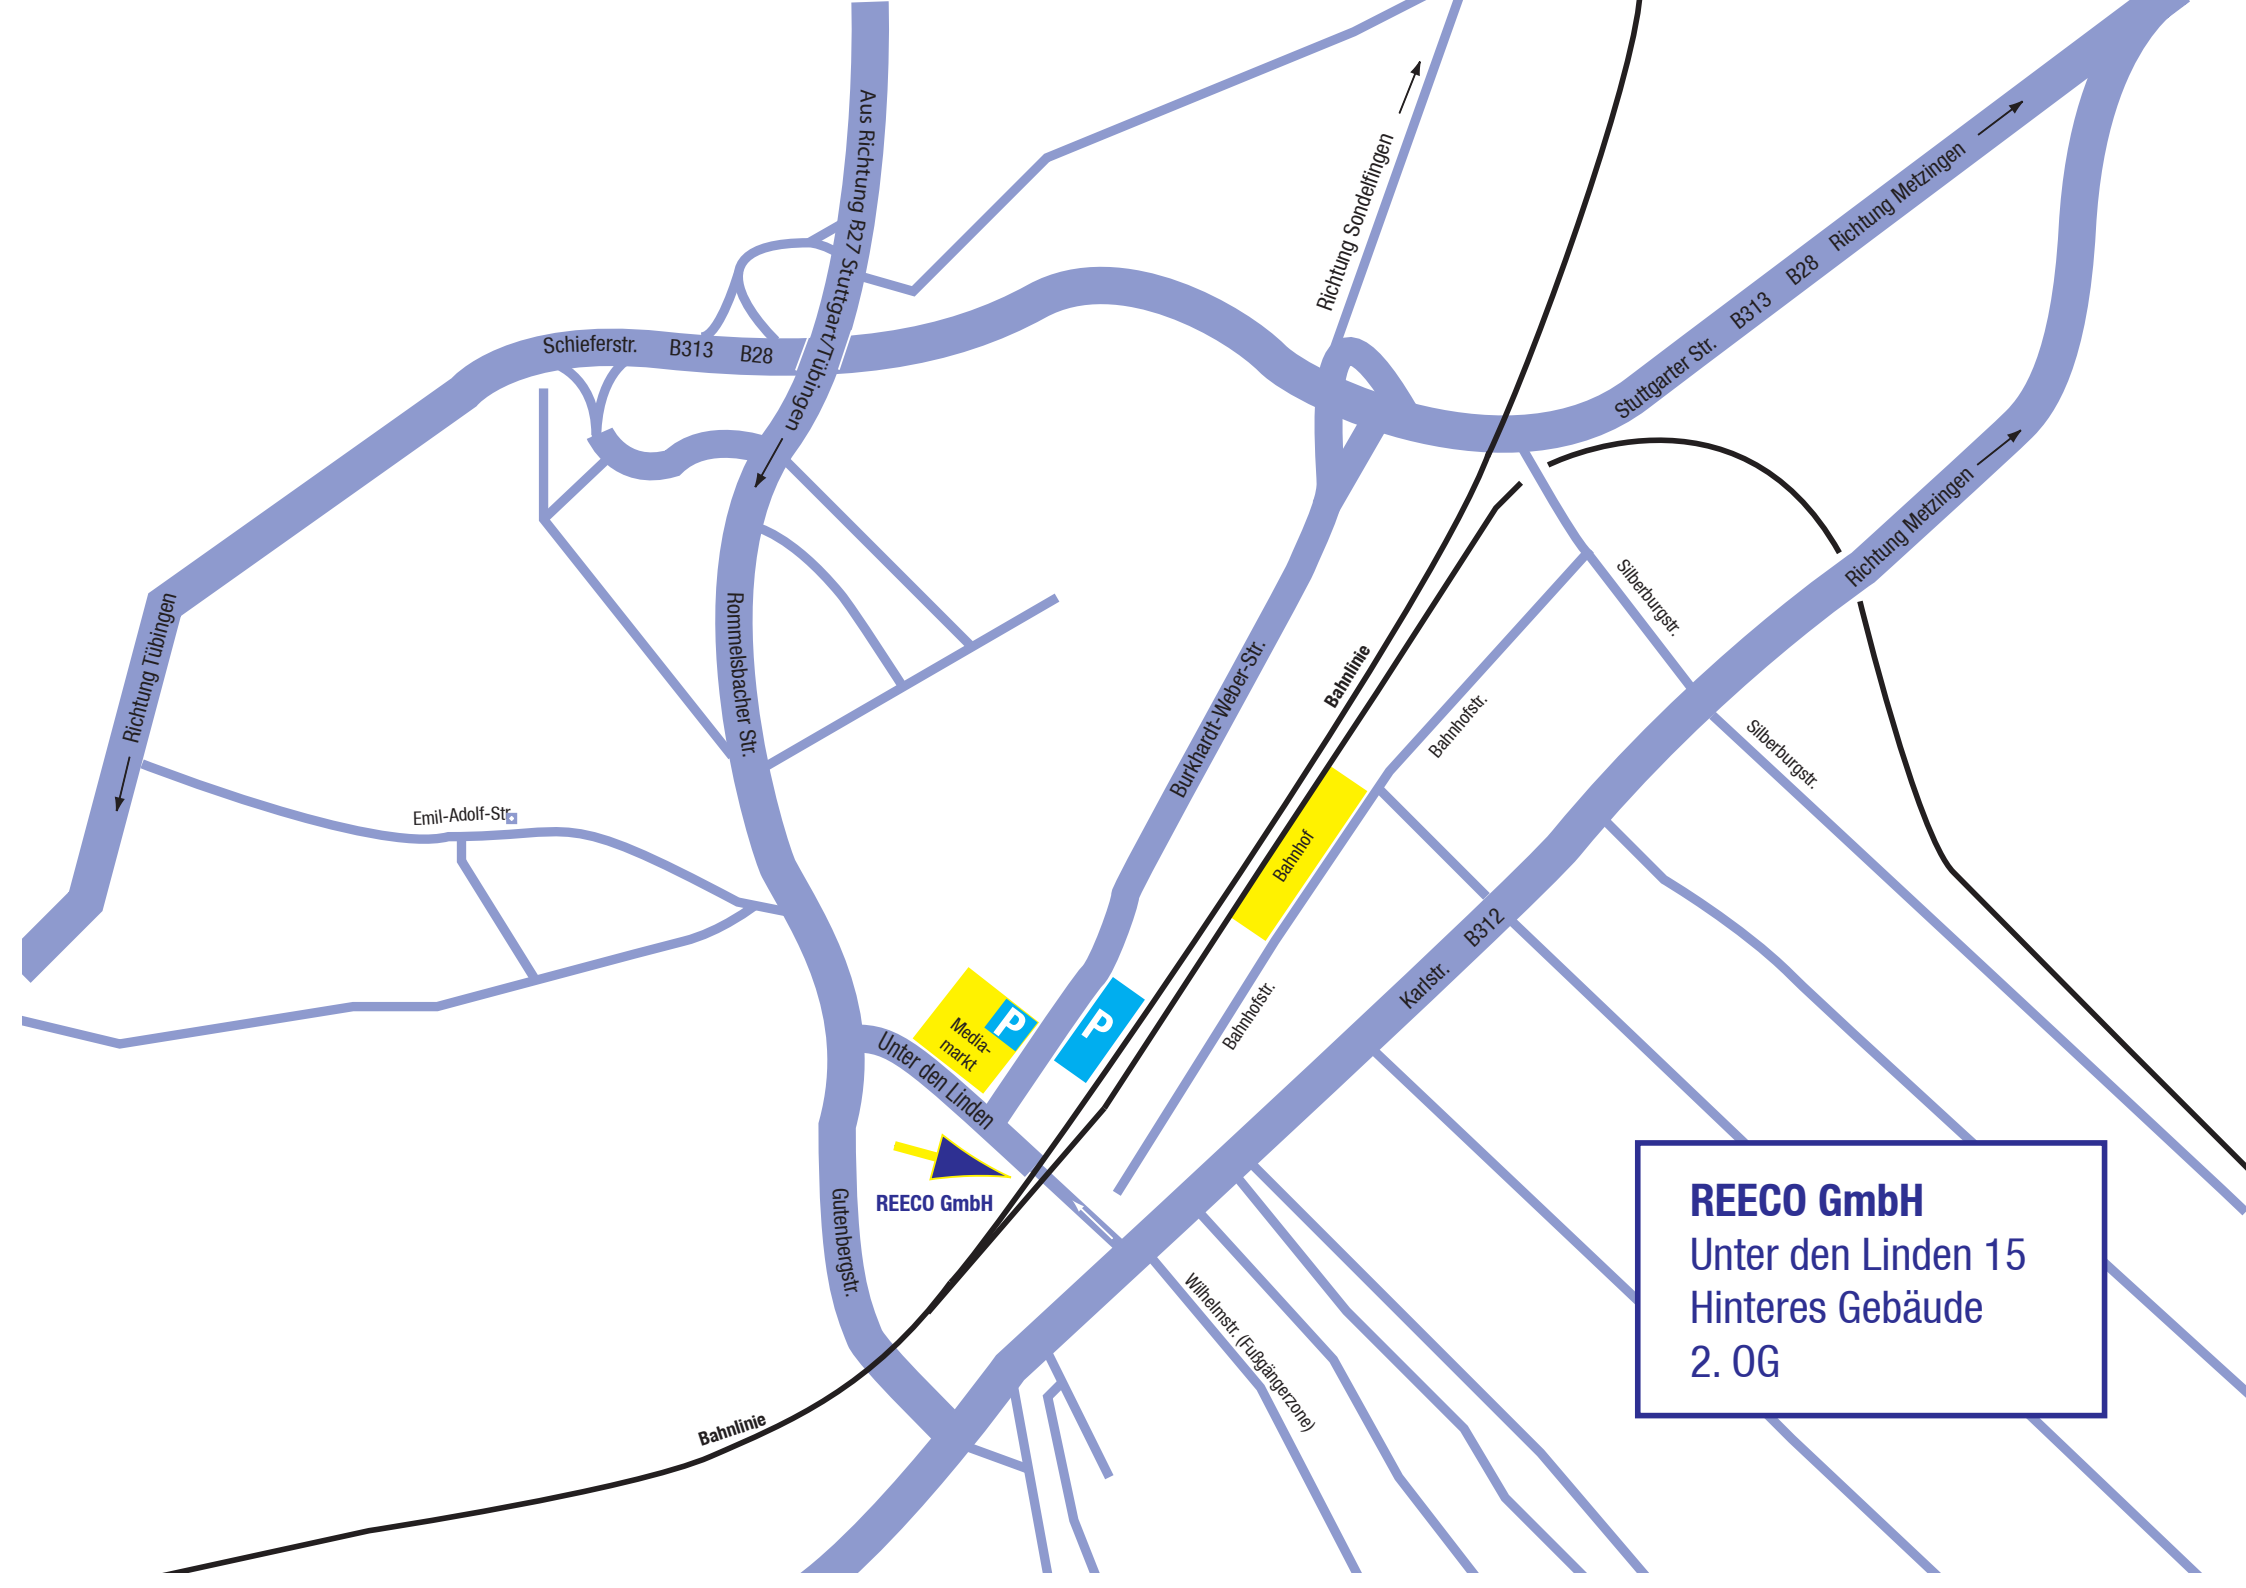 Aus Richtung B27 Stuttgart/Tübingen
Richtung Sondelfingen
Richtung Metzingen
B28
B313
Stuttgarter Str.
Schieferstr.
B313
B28
Richtung Metzingen
Silberburgstr.
Richtung Tübingen
Rommelsbacher Str.
Burkhardt-Weber-Str.
Bahnlinie
Bahnhofstr.
Silberburgstr.
Emil-Adolf-Str.
Bahnhof
B312
Karlstr.
Bahnhofstr.
P
P
Media-
markt
Unter den Linden
REECO GmbH
Gutenbergstr.
Wilhelmstr. (Fußgängerzone)
Bahnlinie
REECO GmbH
Unter den Linden 15
Hinteres Gebäude
2. OG